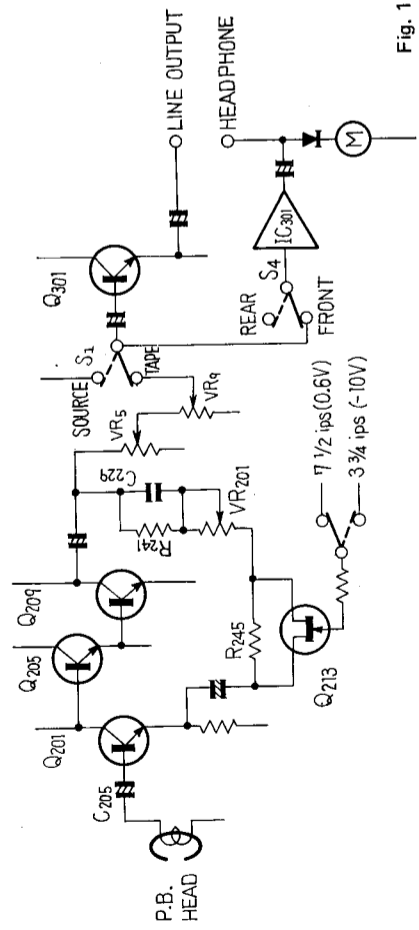 P.B.
HEAD
C205
Q201
Q205
Q209
R241
C229
VR201
R245
Q213
7 1/2 ips (0.6V)
3 3/4 ips (-10V)
VR5
VR9
SOURCE
S1
TAPE
Q301
LINE OUTPUT
REAR
S4
FRONT
IC301
HEADPHONE
M
Fig. 1